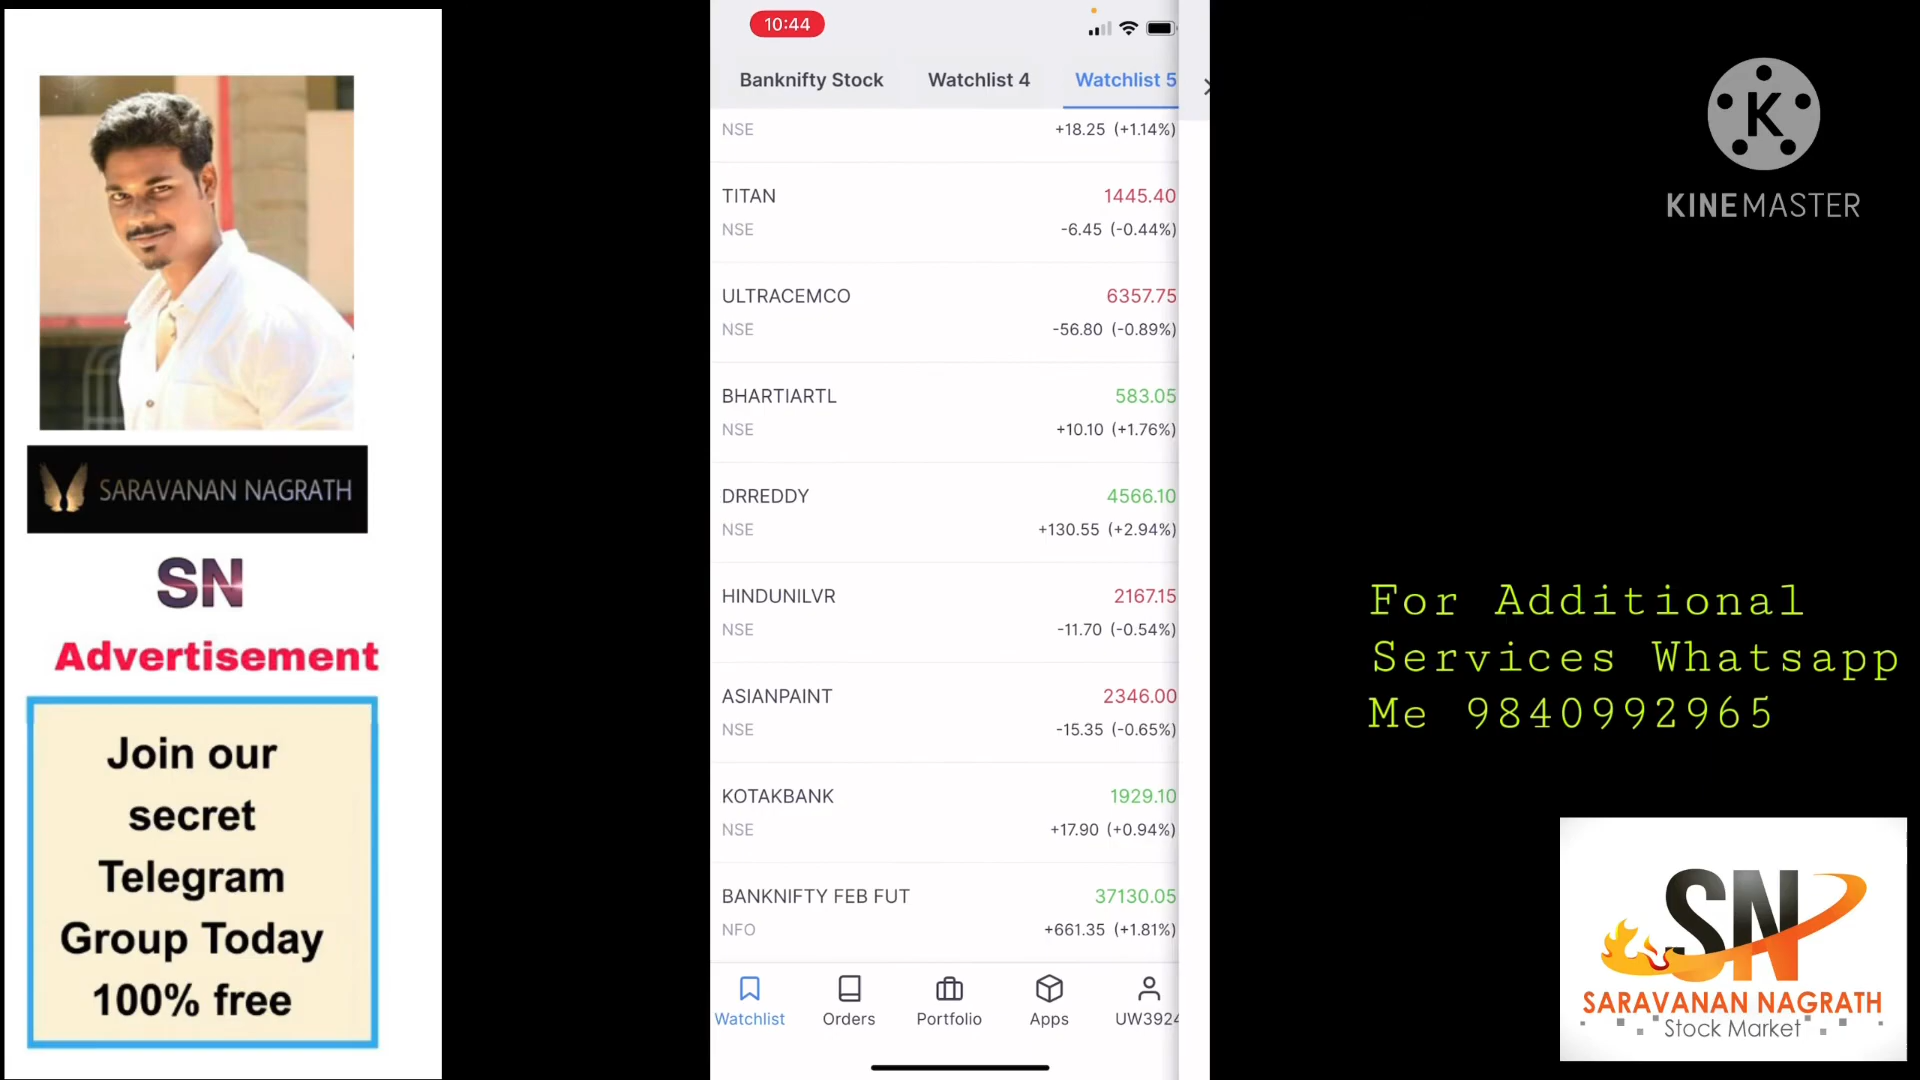 SARAVANAN NAGRATH
SN
Advertisement
Join our
secret
Telegram
Group Today
100% free
10:44
Banknifty Stock
Watchlist 4
Watchlist 5
NSE
+18.25 (+1.14%)
TITAN
1445.40
NSE
-6.45 (-0.44%)
ULTRACEMCO
6357.75
NSE
-56.80 (-0.89%)
BHARTIARTL
583.05
NSE
+10.10 (+1.76%)
DRREDDY
4566.10
NSE
+130.55 (+2.94%)
HINDUNILVR
2167.15
NSE
-11.70 (-0.54%)
ASIANPAINT
2346.00
NSE
-15.35 (-0.65%)
KOTAKBANK
1929.10
NSE
+17.90 (+0.94%)
BANKNIFTY FEB FUT
37130.05
NFO
+661.35 (+1.81%)
Watchlist
Orders
Portfolio
Apps
UW3924
K
KINEMASTER
For Additional
Services Whatsapp
Me 9840992965
SN
SARAVANAN NAGRATH
Stock Market